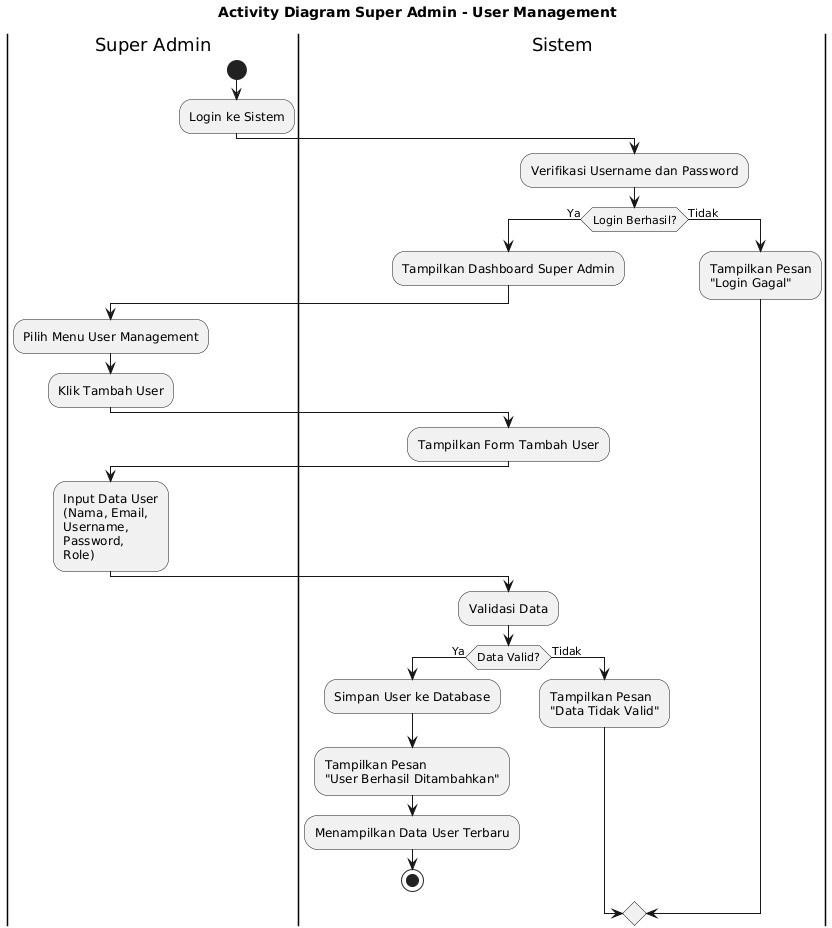 Activity Diagram Super Admin - User Management
Super Admin
Sistem
Login ke Sistem
Verifikasi Username dan Password
Login Berhasil?
Ya
Tidak
Tampilkan Dashboard Super Admin
Tampilkan Pesan
"Login Gagal"
Pilih Menu User Management
Klik Tambah User
Tampilkan Form Tambah User
Input Data User
(Nama, Email,
Username,
Password,
Role)
Validasi Data
Data Valid?
Ya
Tidak
Simpan User ke Database
Tampilkan Pesan
"Data Tidak Valid"
Tampilkan Pesan
"User Berhasil Ditambahkan"
Menampilkan Data User Terbaru